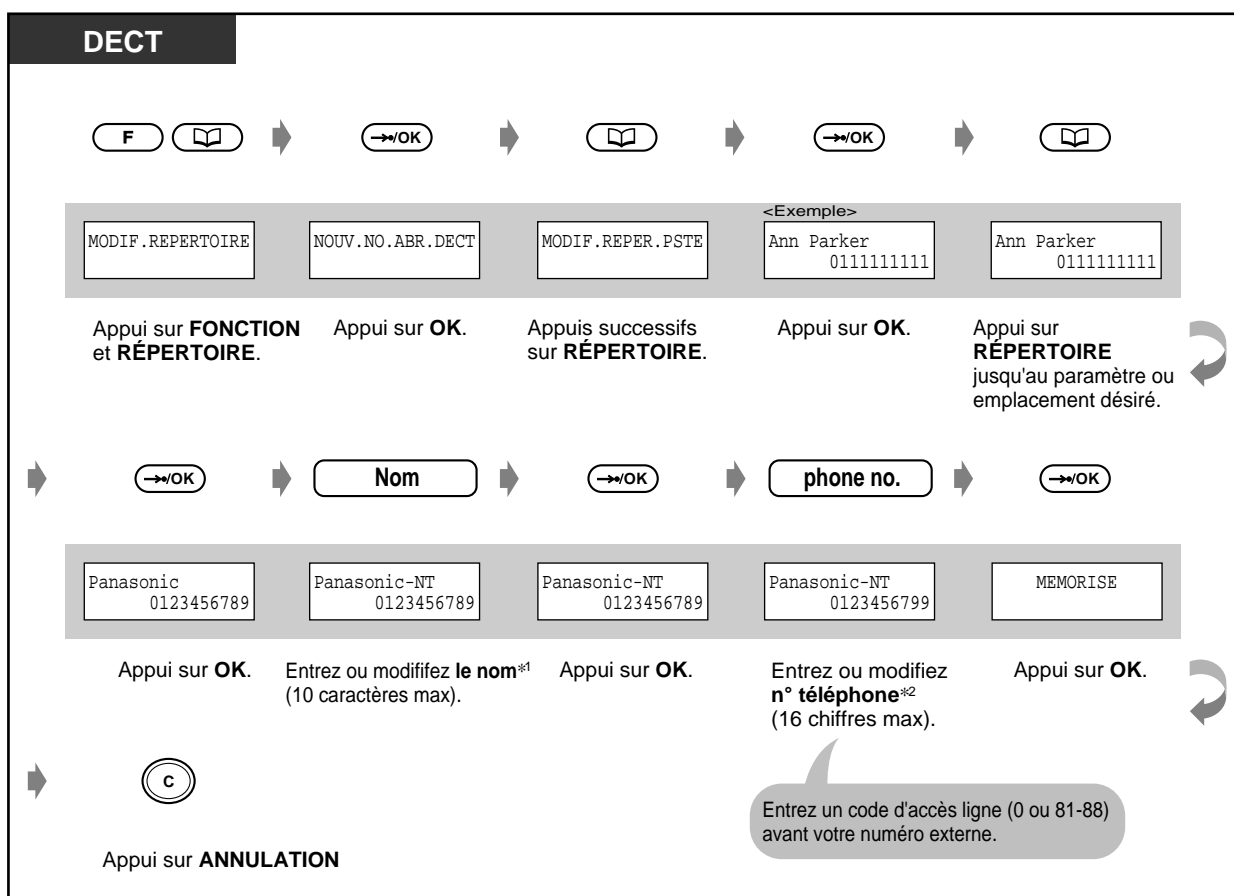 DECT
F
→•/OK
→•/OK
<Exemple>
MODIF.REPERTOIRE
NOUV.NO.ABR.DECT
MODIF.REPER.PSTE
Ann Parker
0111111111
Ann Parker
0111111111
Appui sur FONCTION
et RÉPERTOIRE.
Appui sur OK.
Appuis successifs
sur RÉPERTOIRE.
Appui sur OK.
Appui sur
RÉPERTOIRE
jusqu'au paramètre ou
emplacement désiré.
→•/OK
Nom
→•/OK
phone no.
→•/OK
Panasonic
0123456789
Panasonic-NT
0123456789
Panasonic-NT
0123456789
Panasonic-NT
0123456799
MEMORISE
Appui sur OK.
Entrez ou modififez le nom*1
(10 caractères max).
Appui sur OK.
Entrez ou modifiez
n° téléphone*2
(16 chiffres max).
Appui sur OK.
C
Entrez un code d'accès ligne (0 ou 81-88)
avant votre numéro externe.
Appui sur ANNULATION